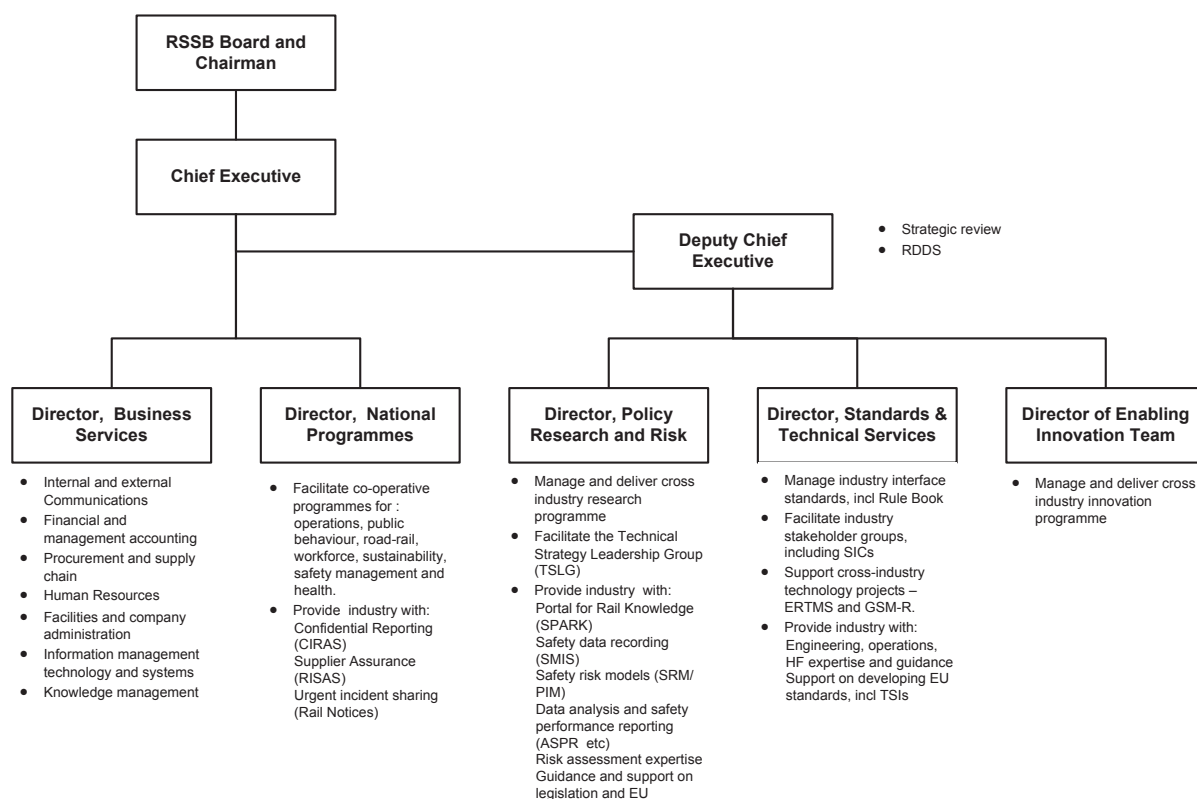 RSSB Board and
Chairman
Chief Executive
Deputy Chief
Executive
• Strategic review
• RDDS
Director, Business
Services
• Internal and external
Communications
• Financial and
management accounting
• Procurement and supply
chain
• Human Resources
• Facilities and company
administration
• Information management
technology and systems
• Knowledge management
Director, National
Programmes
• Facilitate co-operative
programmes for :
operations, public
behaviour, road-rail,
workforce, sustainability,
safety management and
health.
• Provide industry with:
Confidential Reporting
(CIRAS)
Supplier Assurance
(RISAS)
Urgent incident sharing
(Rail Notices)
Director, Policy
Research and Risk
• Manage and deliver cross
industry research
programme
• Facilitate the Technical
Strategy Leadership Group
(TSLG)
• Provide industry with:
Portal for Rail Knowledge
(SPARK)
Safety data recording
(SMIS)
Safety risk models (SRM/
PIM)
Data analysis and safety
performance reporting
(ASPR etc)
Risk assessment expertise
Guidance and support on
legislation and EU
Director, Standards &
Technical Services
• Manage industry interface
standards, incl Rule Book
• Facilitate industry
stakeholder groups,
including SICs
• Support cross-industry
technology projects –
ERTMS and GSM-R.
• Provide industry with:
Engineering, operations,
HF expertise and guidance
Support on developing EU
standards, incl TSIs
Director of Enabling
Innovation Team
• Manage and deliver cross
industry innovation
programme